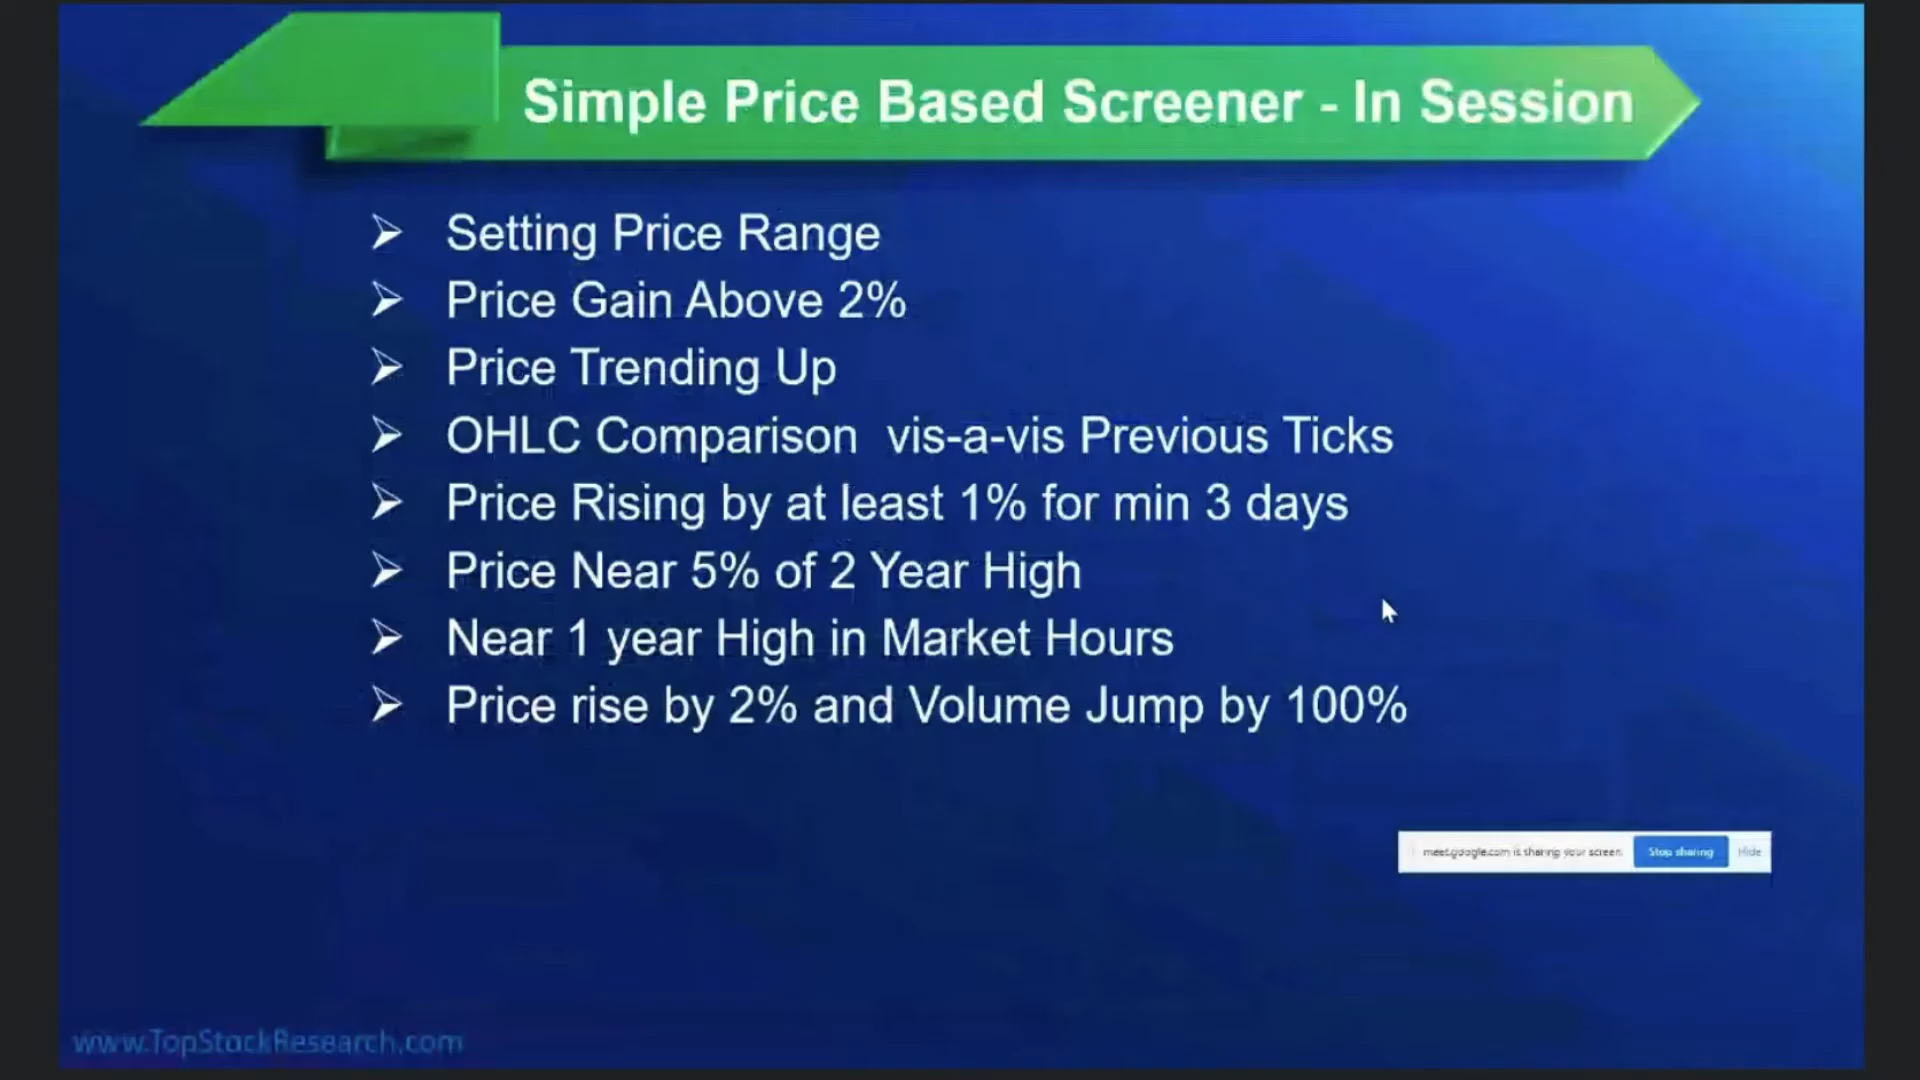 Simple Price Based Screener - In Session
Setting Price Range
Price Gain Above 2%
Price Trending Up
OHLC Comparison vis-a-vis Previous Ticks
Price Rising by at least 1% for min 3 days
Price Near 5% of 2 Year High
Near 1 year High in Market Hours
Price rise by 2% and Volume Jump by 100%
meet.google.com is sharing your screen. Stop sharing Hide
www.TopStockResearch.com